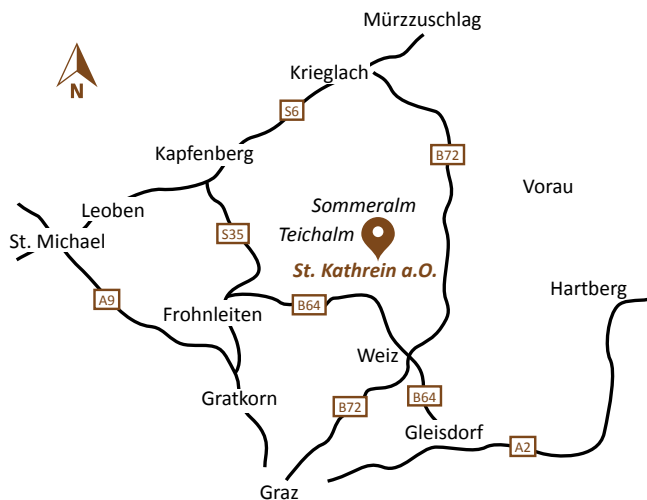 Mürzzuschlag
Krieglach
N
S6
Kapfenberg
B72
Vorau
Sommeralm
Leoben
Teichalm
S35
St. Michael
St. Kathrein a.O.
Hartberg
A9
B64
Frohnleiten
Weiz
Gratkorn
B72
B64
Gleisdorf
A2
Graz